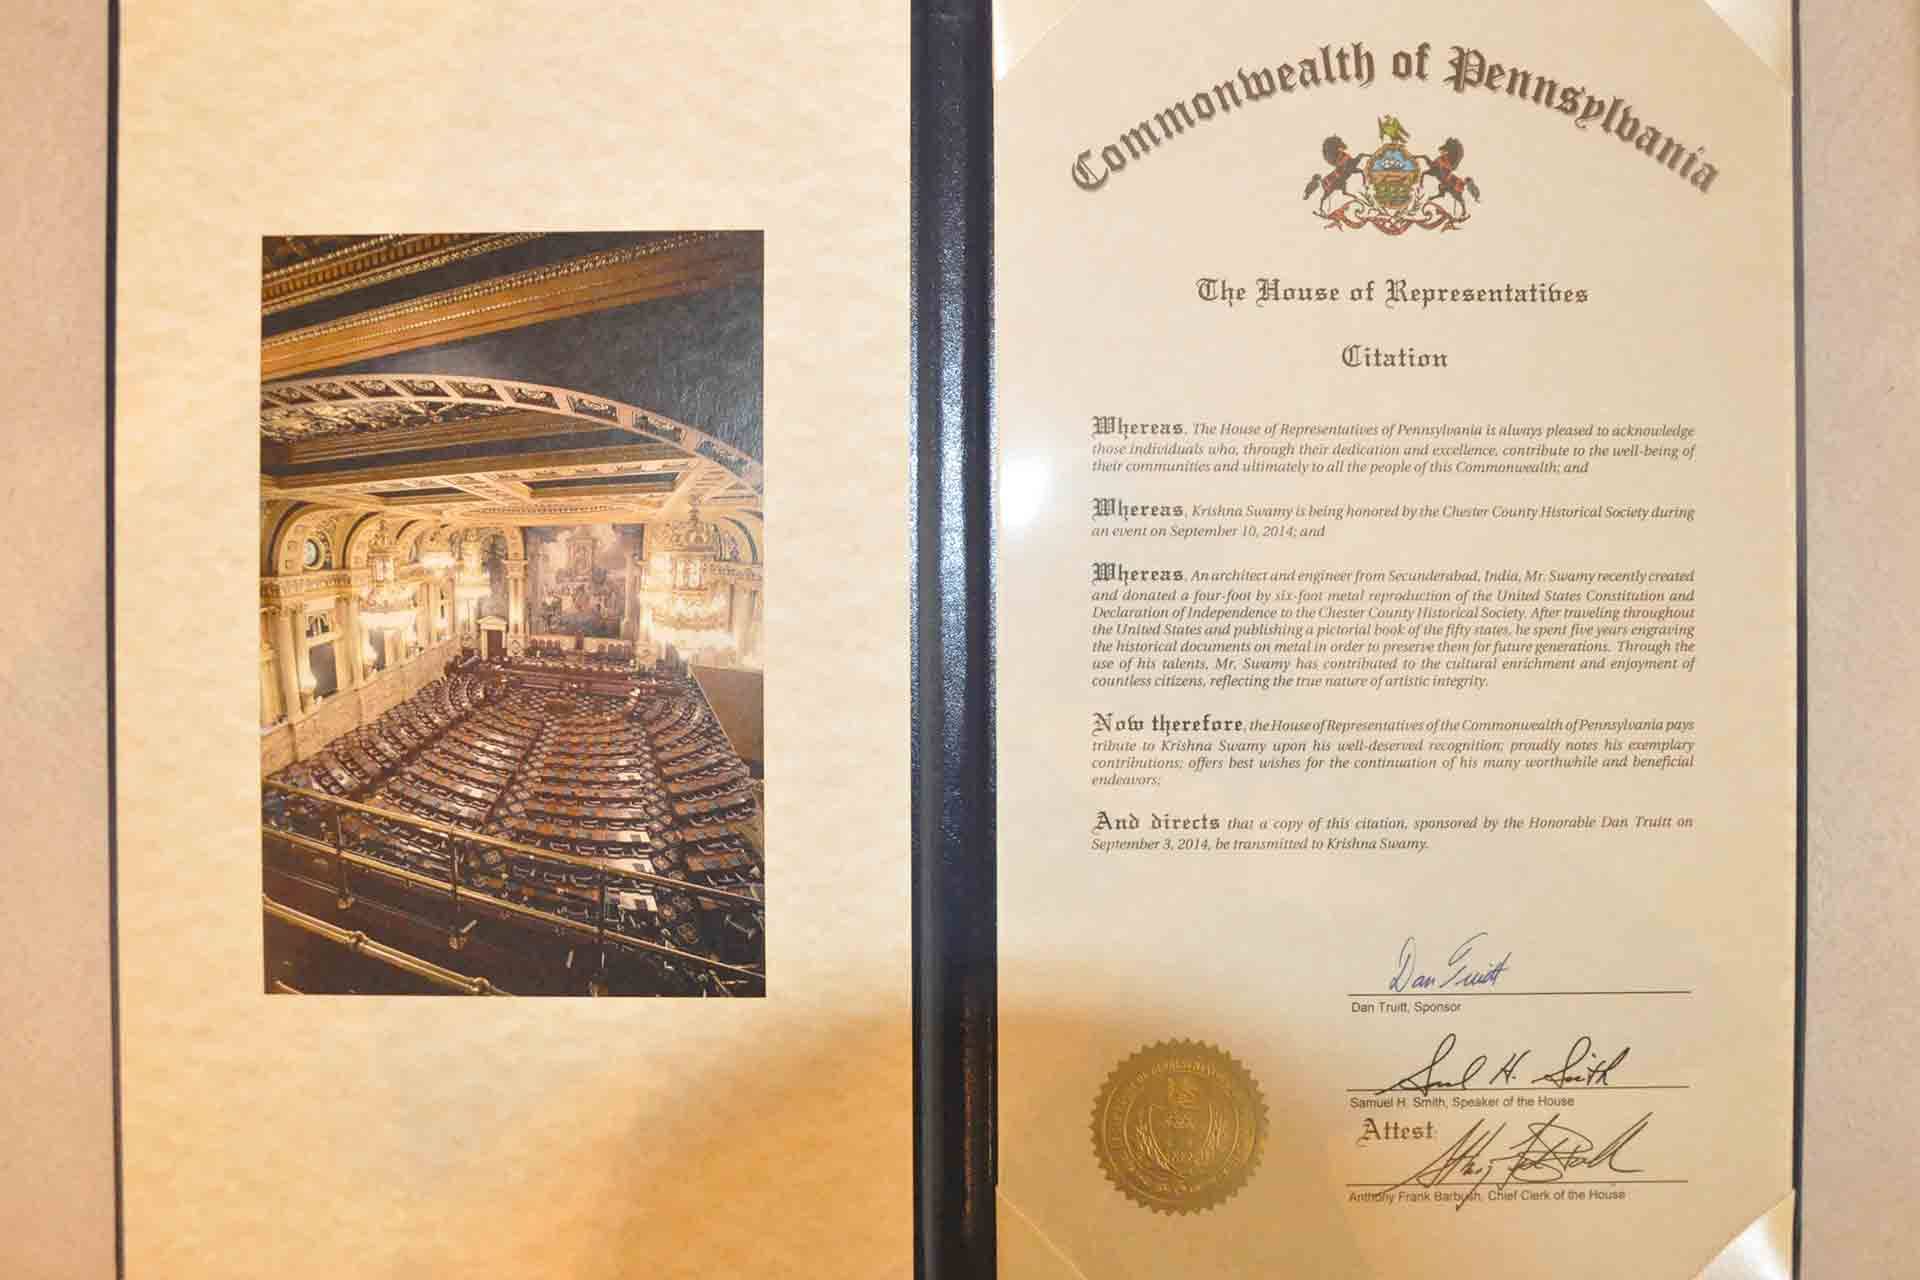 Commonwealth of Pennsylvania
The House of Representatives
Citation
Whereas, The House of Representatives of Pennsylvania is always pleased to acknowledge
those individuals who, through their dedication and excellence, contribute to the well-being of
their communities and ultimately to all the people of this Commonwealth; and
Whereas, Krishna Swamy is being honored by the Chester County Historical Society during
an event on September 10, 2014; and
Whereas, An architect and engineer from Secunderabad, India, Mr. Swamy recently created
and donated a four-foot by six-foot metal reproduction of the United States Constitution and
Declaration of Independence to the Chester County Historical Society. After traveling throughout
the United States and publishing a pictorial book of the fifty states, he spent five years engraving
the historical documents on metal in order to preserve them for future generations. Through the
use of his talents, Mr. Swamy has contributed to the cultural enrichment and enjoyment of
countless citizens, reflecting the true nature of artistic integrity.
Now therefore, the House of Representatives of the Commonwealth of Pennsylvania pays
tribute to Krishna Swamy upon his well-deserved recognition; proudly notes his exemplary
contributions; offers best wishes for the continuation of his many worthwhile and beneficial
endeavors;
And directs that a copy of this citation, sponsored by the Honorable Dan Truitt on
September 3, 2014, be transmitted to Krishna Swamy.
Dan Truitt
Dan Truitt, Sponsor
Samuel H. Smith, Speaker of the House
Attest:
Anthony Frank Barbush, Chief Clerk of the House